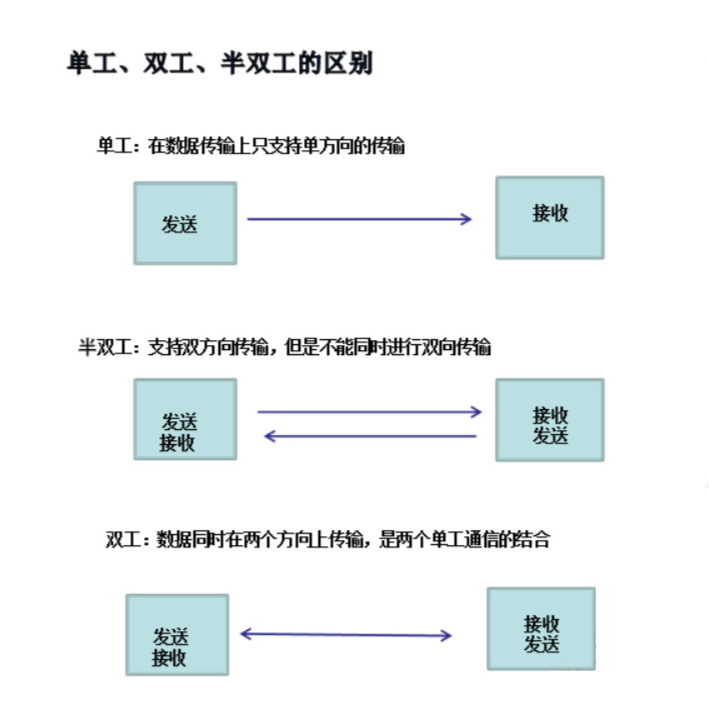 单工、双工、半双工的区别
单工：在数据传输上只支持单方向的传输
发送
接收
半双工：支持双方向传输，但是不能同时进行双向传输
发送
接收
接收
发送
双工：数据同时在两个方向上传输，是两个单工通信的结合
发送
接收
接收
发送